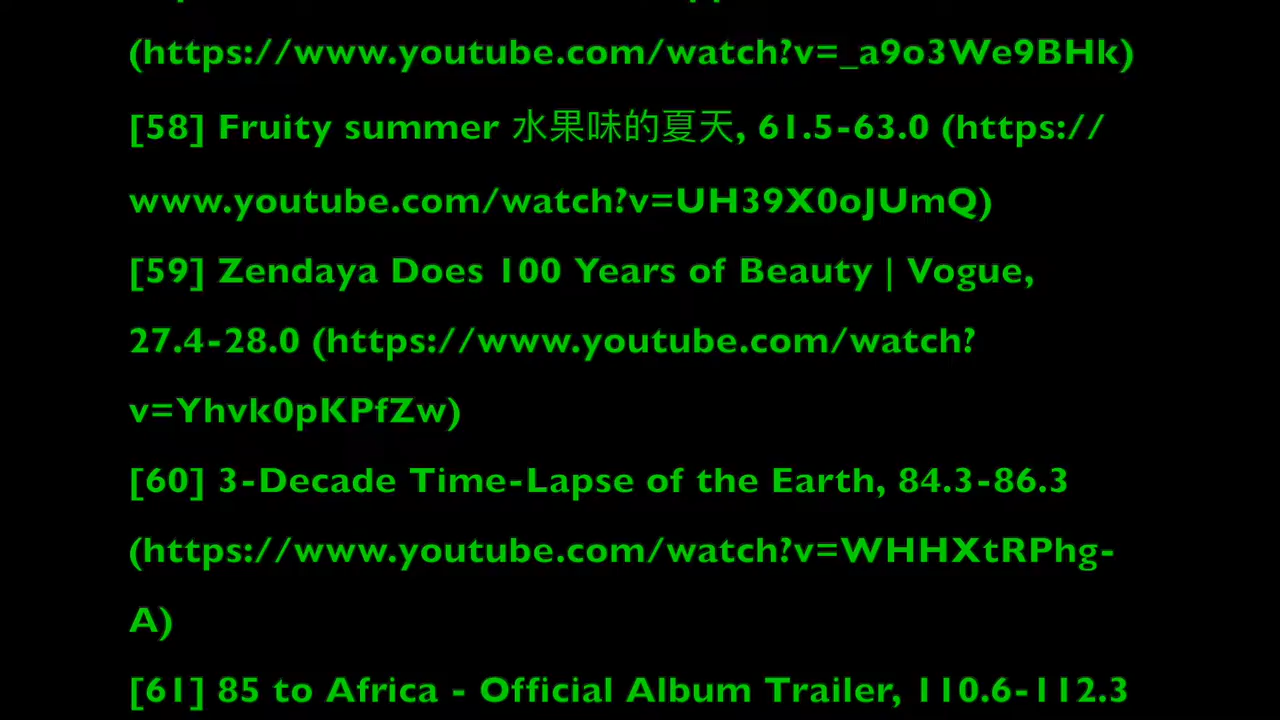 (https://www.youtube.com/watch?v=_a9o3We9BHk)
[58] Fruity summer 水果味的夏天, 61.5-63.0 (https://
www.youtube.com/watch?v=UH39X0oJUmQ)
[59] Zendaya Does 100 Years of Beauty | Vogue,
27.4-28.0 (https://www.youtube.com/watch?
v=Yhvk0pKPfZw)
[60] 3-Decade Time-Lapse of the Earth, 84.3-86.3
(https://www.youtube.com/watch?v=WHHXtRPhg-
A)
[61] 85 to Africa - Official Album Trailer, 110.6-112.3